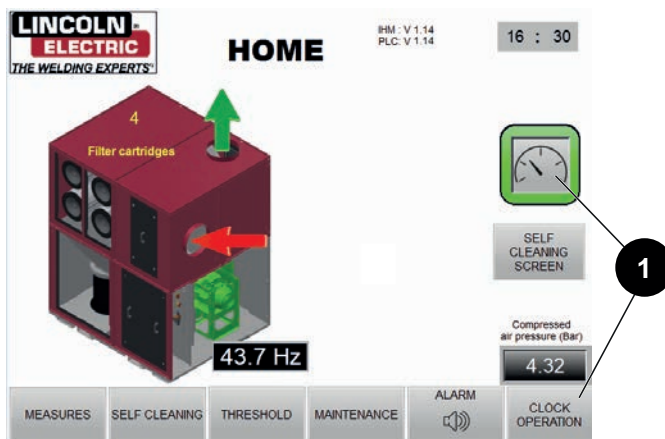 LINCOLN
ELECTRIC
THE WELDING EXPERTS
HOME
IHM : V 1.14
PLC: V 1.14
16 : 30
4
Filter cartridges
SELF
CLEANING
SCREEN
1
Compressed
air pressure (Bar)
43.7 Hz
4.32
MEASURES
SELF CLEANING
THRESHOLD
MAINTENANCE
ALARM
CLOCK
OPERATION